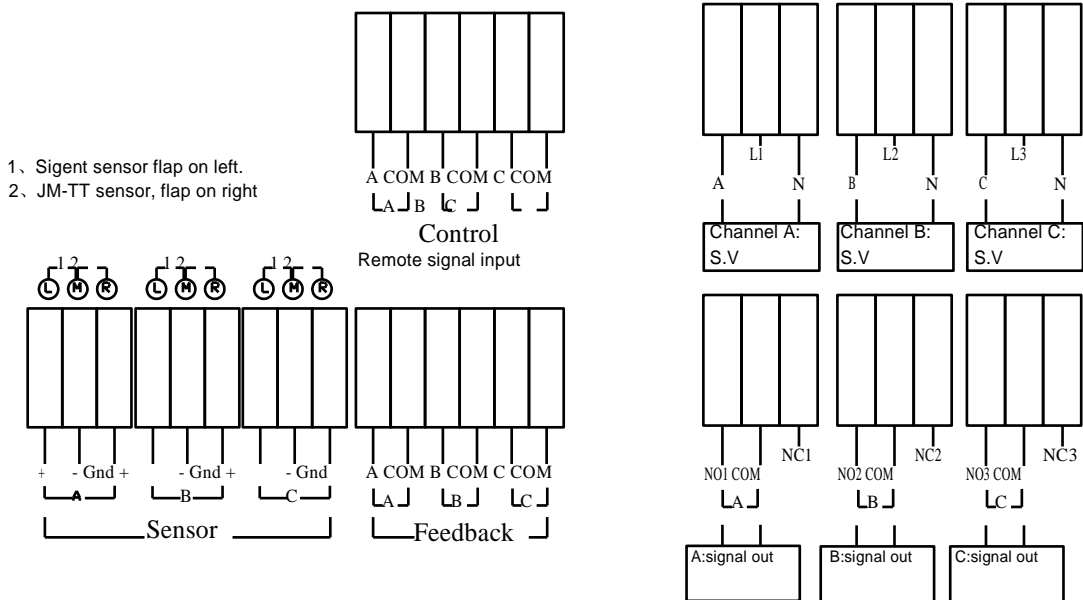 1、Sigent sensor flap on left.
2、JM-TT sensor, flap on right
A COM B COM C COM
A B C
Control
Remote signal input
1 2 1 2 1 2
L M R L M R L M R
+ - Gnd + - Gnd + - Gnd
A B C
Sensor
A COM B COM C COM
A B C
Feedback
L1 L2 L3
A N B N C N
Channel A:
S.V
Channel B:
S.V
Channel C:
S.V
NC1 NC2 NC3
NO1 COM NO2 COM NO3 COM
A B C
A:signal out
B:signal out
C:signal out